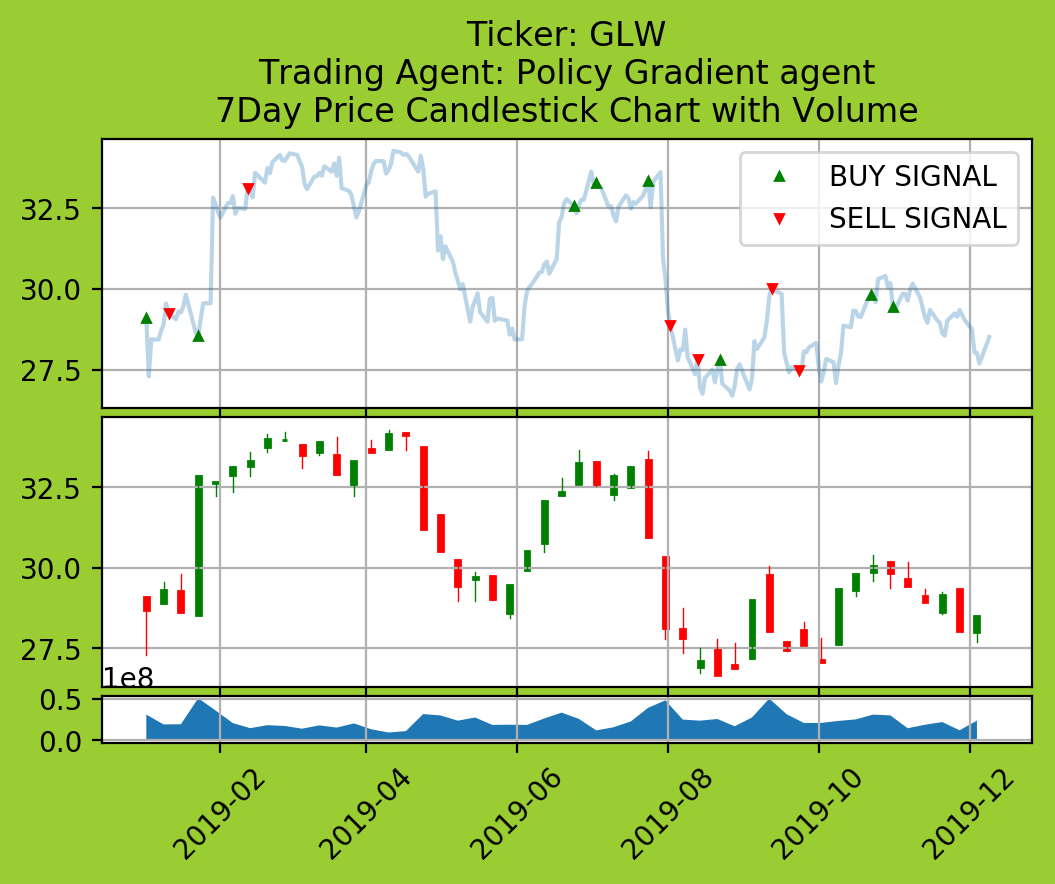 Ticker: GLW
Trading Agent: Policy Gradient agent
7Day Price Candlestick Chart with Volume
BUY SIGNAL
SELL SIGNAL
32.5
30.0
27.5
32.5
30.0
27.5
1e8
0.5
0.0
2019-02
2019-04
2019-06
2019-08
2019-10
2019-12